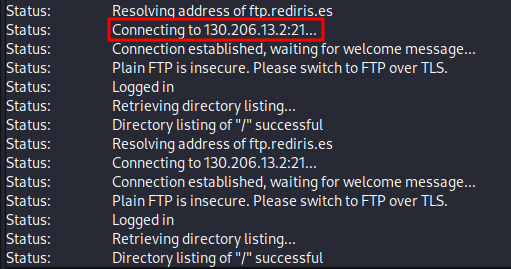 Status: Resolving address of ftp.rediris.es
Status: Connecting to 130.206.13.2:21...
Status: Connection established, waiting for welcome message...
Status: Plain FTP is insecure. Please switch to FTP over TLS.
Status: Logged in
Status: Retrieving directory listing...
Status: Directory listing of "/" successful
Status: Resolving address of ftp.rediris.es
Status: Connecting to 130.206.13.2:21...
Status: Connection established, waiting for welcome message...
Status: Plain FTP is insecure. Please switch to FTP over TLS.
Status: Logged in
Status: Retrieving directory listing...
Status: Directory listing of "/" successful